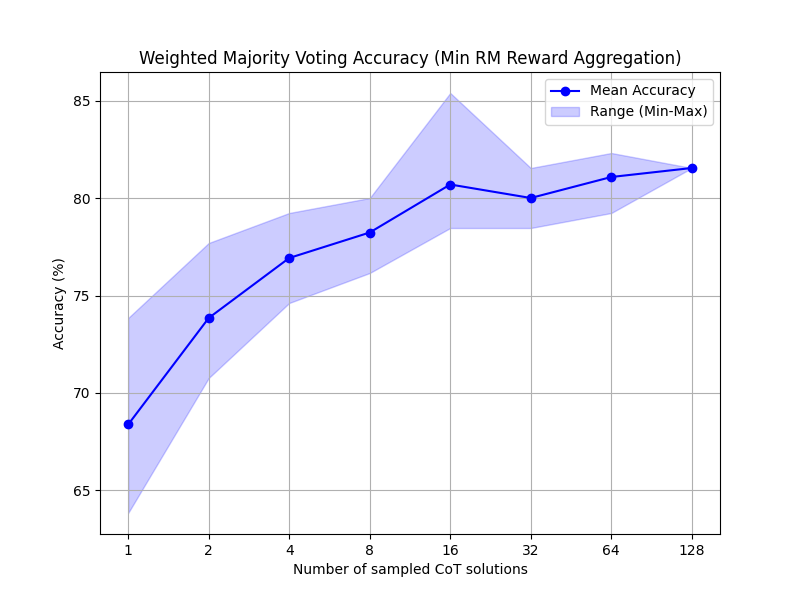 Weighted Majority Voting Accuracy (Min RM Reward Aggregation)
Mean Accuracy
Range (Min-Max)
Accuracy (%)
85
80
75
70
65
1 2 4 8 16 32 64 128
Number of sampled CoT solutions